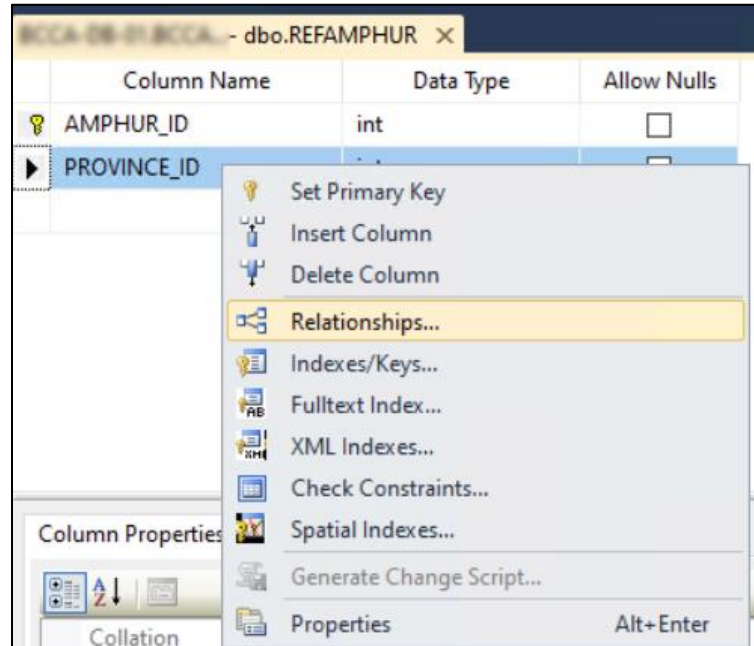 - dbo.REFAMPHUR
Column Name Data Type Allow Nulls
AMPHUR_ID int
PROVINCE_ID
Set Primary Key
Insert Column
Delete Column
Relationships...
Indexes/Keys...
Fulltext Index...
XML Indexes...
Check Constraints...
Spatial Indexes...
Generate Change Script...
Properties Alt+Enter
Column Properties
Collation